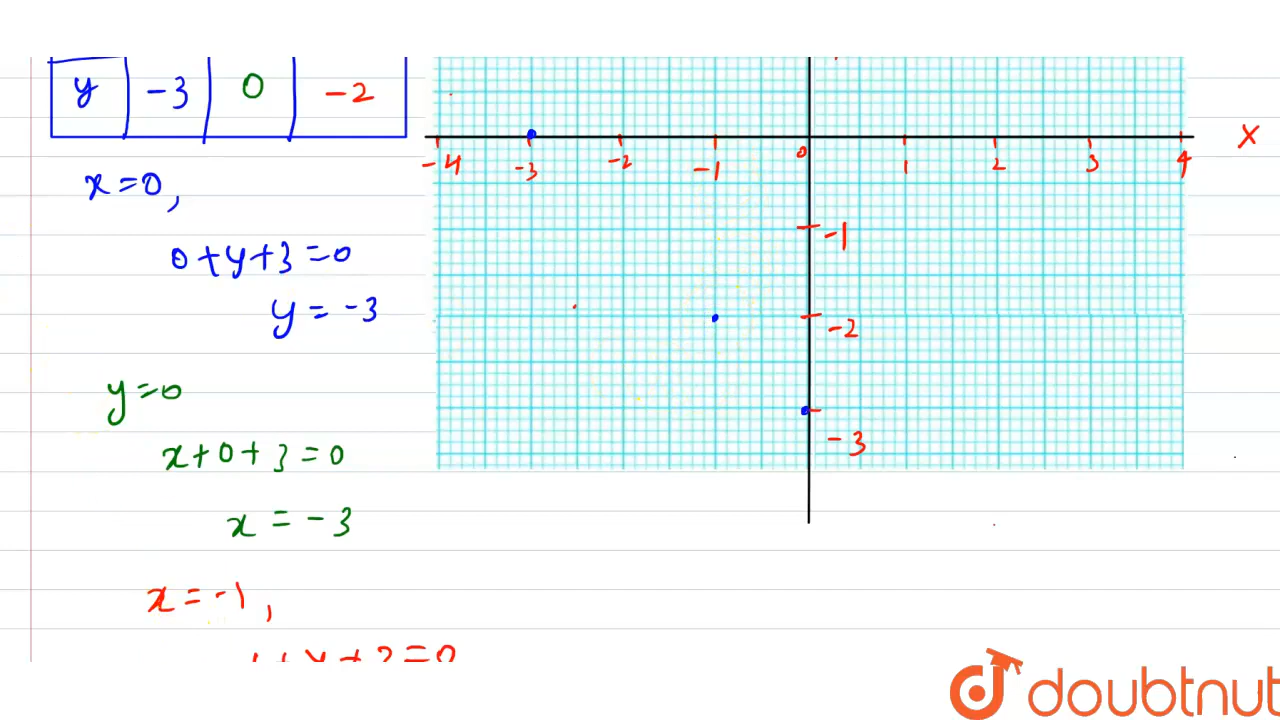 y -3 0 -2
x=0,
0+y+3=0
y = -3
y=0
x+0+3=0
x = -3
x = -1,
-4 -3 -2 -1 0 1 2 3 4 X
-1
-2
-3
doubtnut